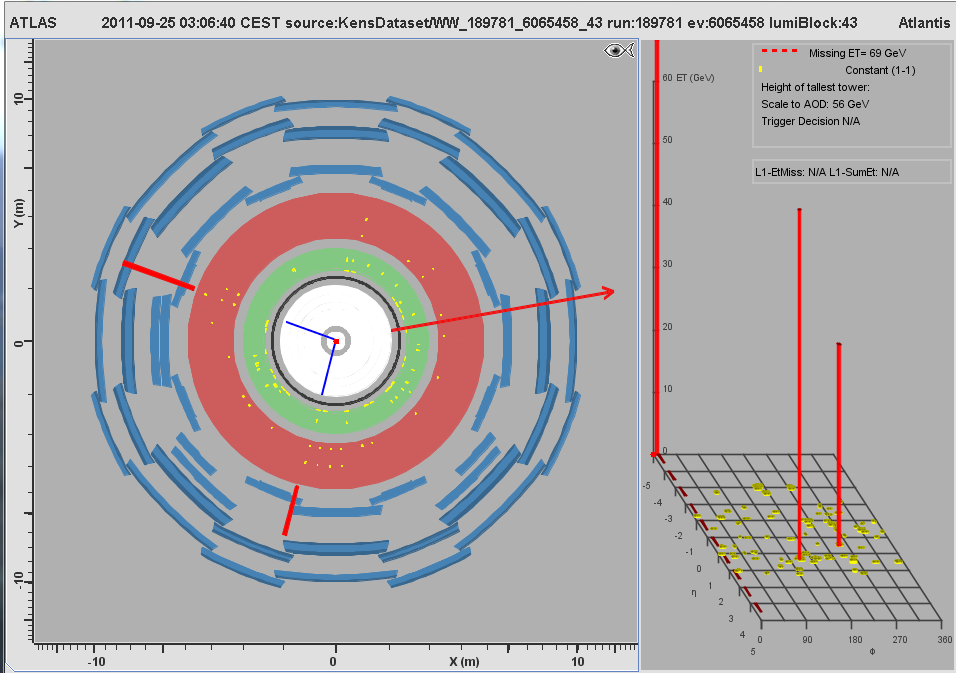 ATLAS 2011-09-25 03:06:40 CEST source:KensDataset/WW_189781_6065458_43 run:189781 ev:6065458 lumiBlock:43 Atlantis
Missing ET= 69 GeV
Constant (1-1)
Height of tallest tower:
Scale to AOD: 56 GeV
Trigger Decision N/A
L1-EtMiss: N/A L1-SumEt: N/A
60 ET (GeV)
50
40
30
20
10
0
-5
-4
-3
-2
-1
0
1
2
3
4
5
η
0 90 180 270 360
Φ
10
0
-10
Y (m)
-10 0 X (m) 10